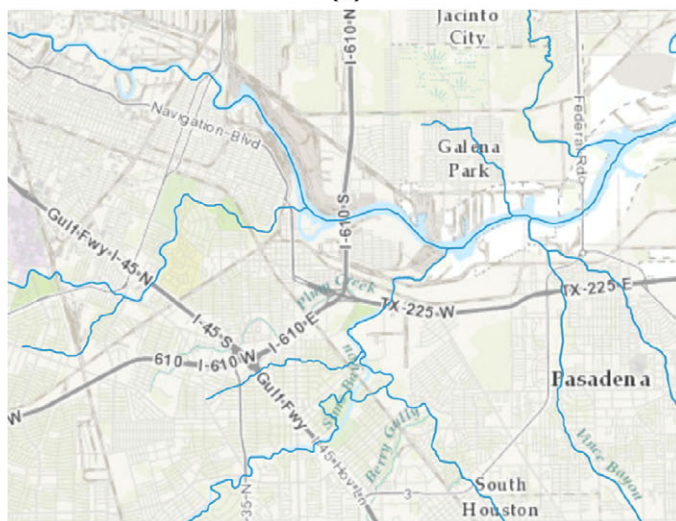 Jacinto
City
I-610-N
Navigation Blvd
Federal Rd
Galena
Park
I-610-S
Gulf Fwy I-45-N
Plum Creek
TX-225-W
TX-225-E
I-45-S
I-610-E
610
I-610-W
W
Gulf Fwy
Pasadena
Berry Gully
Vince Bayou
3
South
Houston
35-N